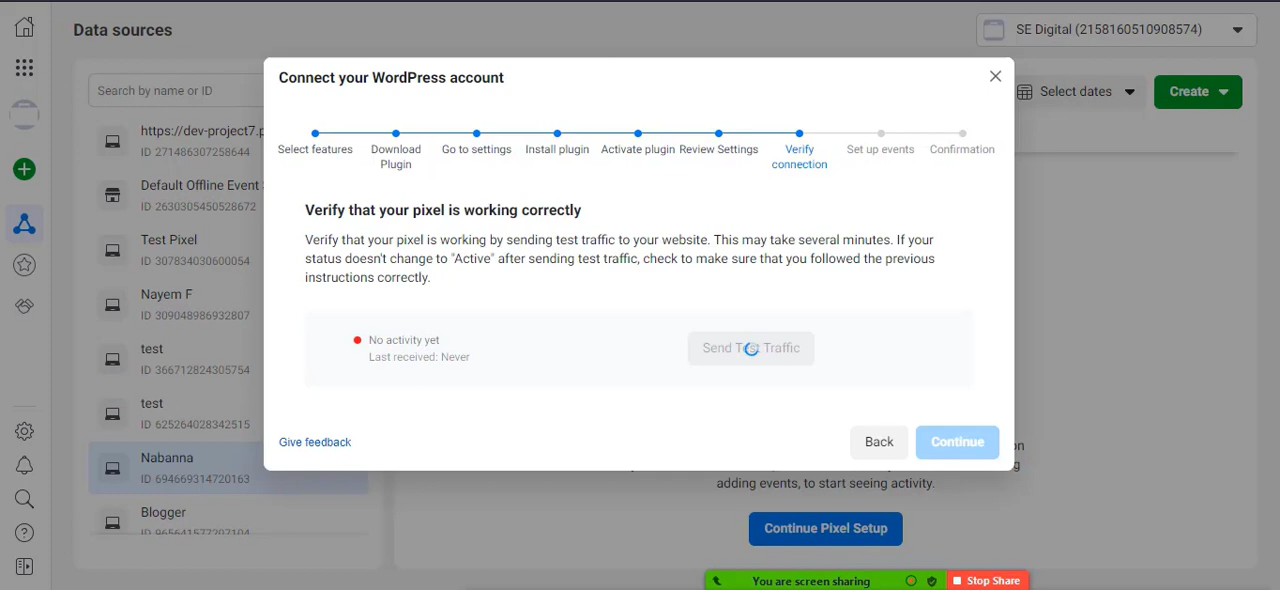 Data sources
SE Digital (2158160510908574)
Search by name or ID
Select dates
Create
https://dev-project7.p
ID 271486307258644
Default Offline Event
ID 2630305450528672
Test Pixel
ID 307834030600054
Nayem F
ID 309048986932807
test
ID 366712824305754
test
ID 625264028342515
Nabanna
ID 694669314720163
Blogger
Connect your WordPress account
Select features
Download
Plugin
Go to settings
Install plugin
Activate plugin
Review Settings
Verify
connection
Set up events
Confirmation
Verify that your pixel is working correctly
Verify that your pixel is working by sending test traffic to your website. This may take several minutes. If your
status doesn't change to "Active" after sending test traffic, check to make sure that you followed the previous
instructions correctly.
No activity yet
Last received: Never
Send Test Traffic
Give feedback
Back
Continue
on
g
adding events, to start seeing activity.
Continue Pixel Setup
You are screen sharing
Stop Share